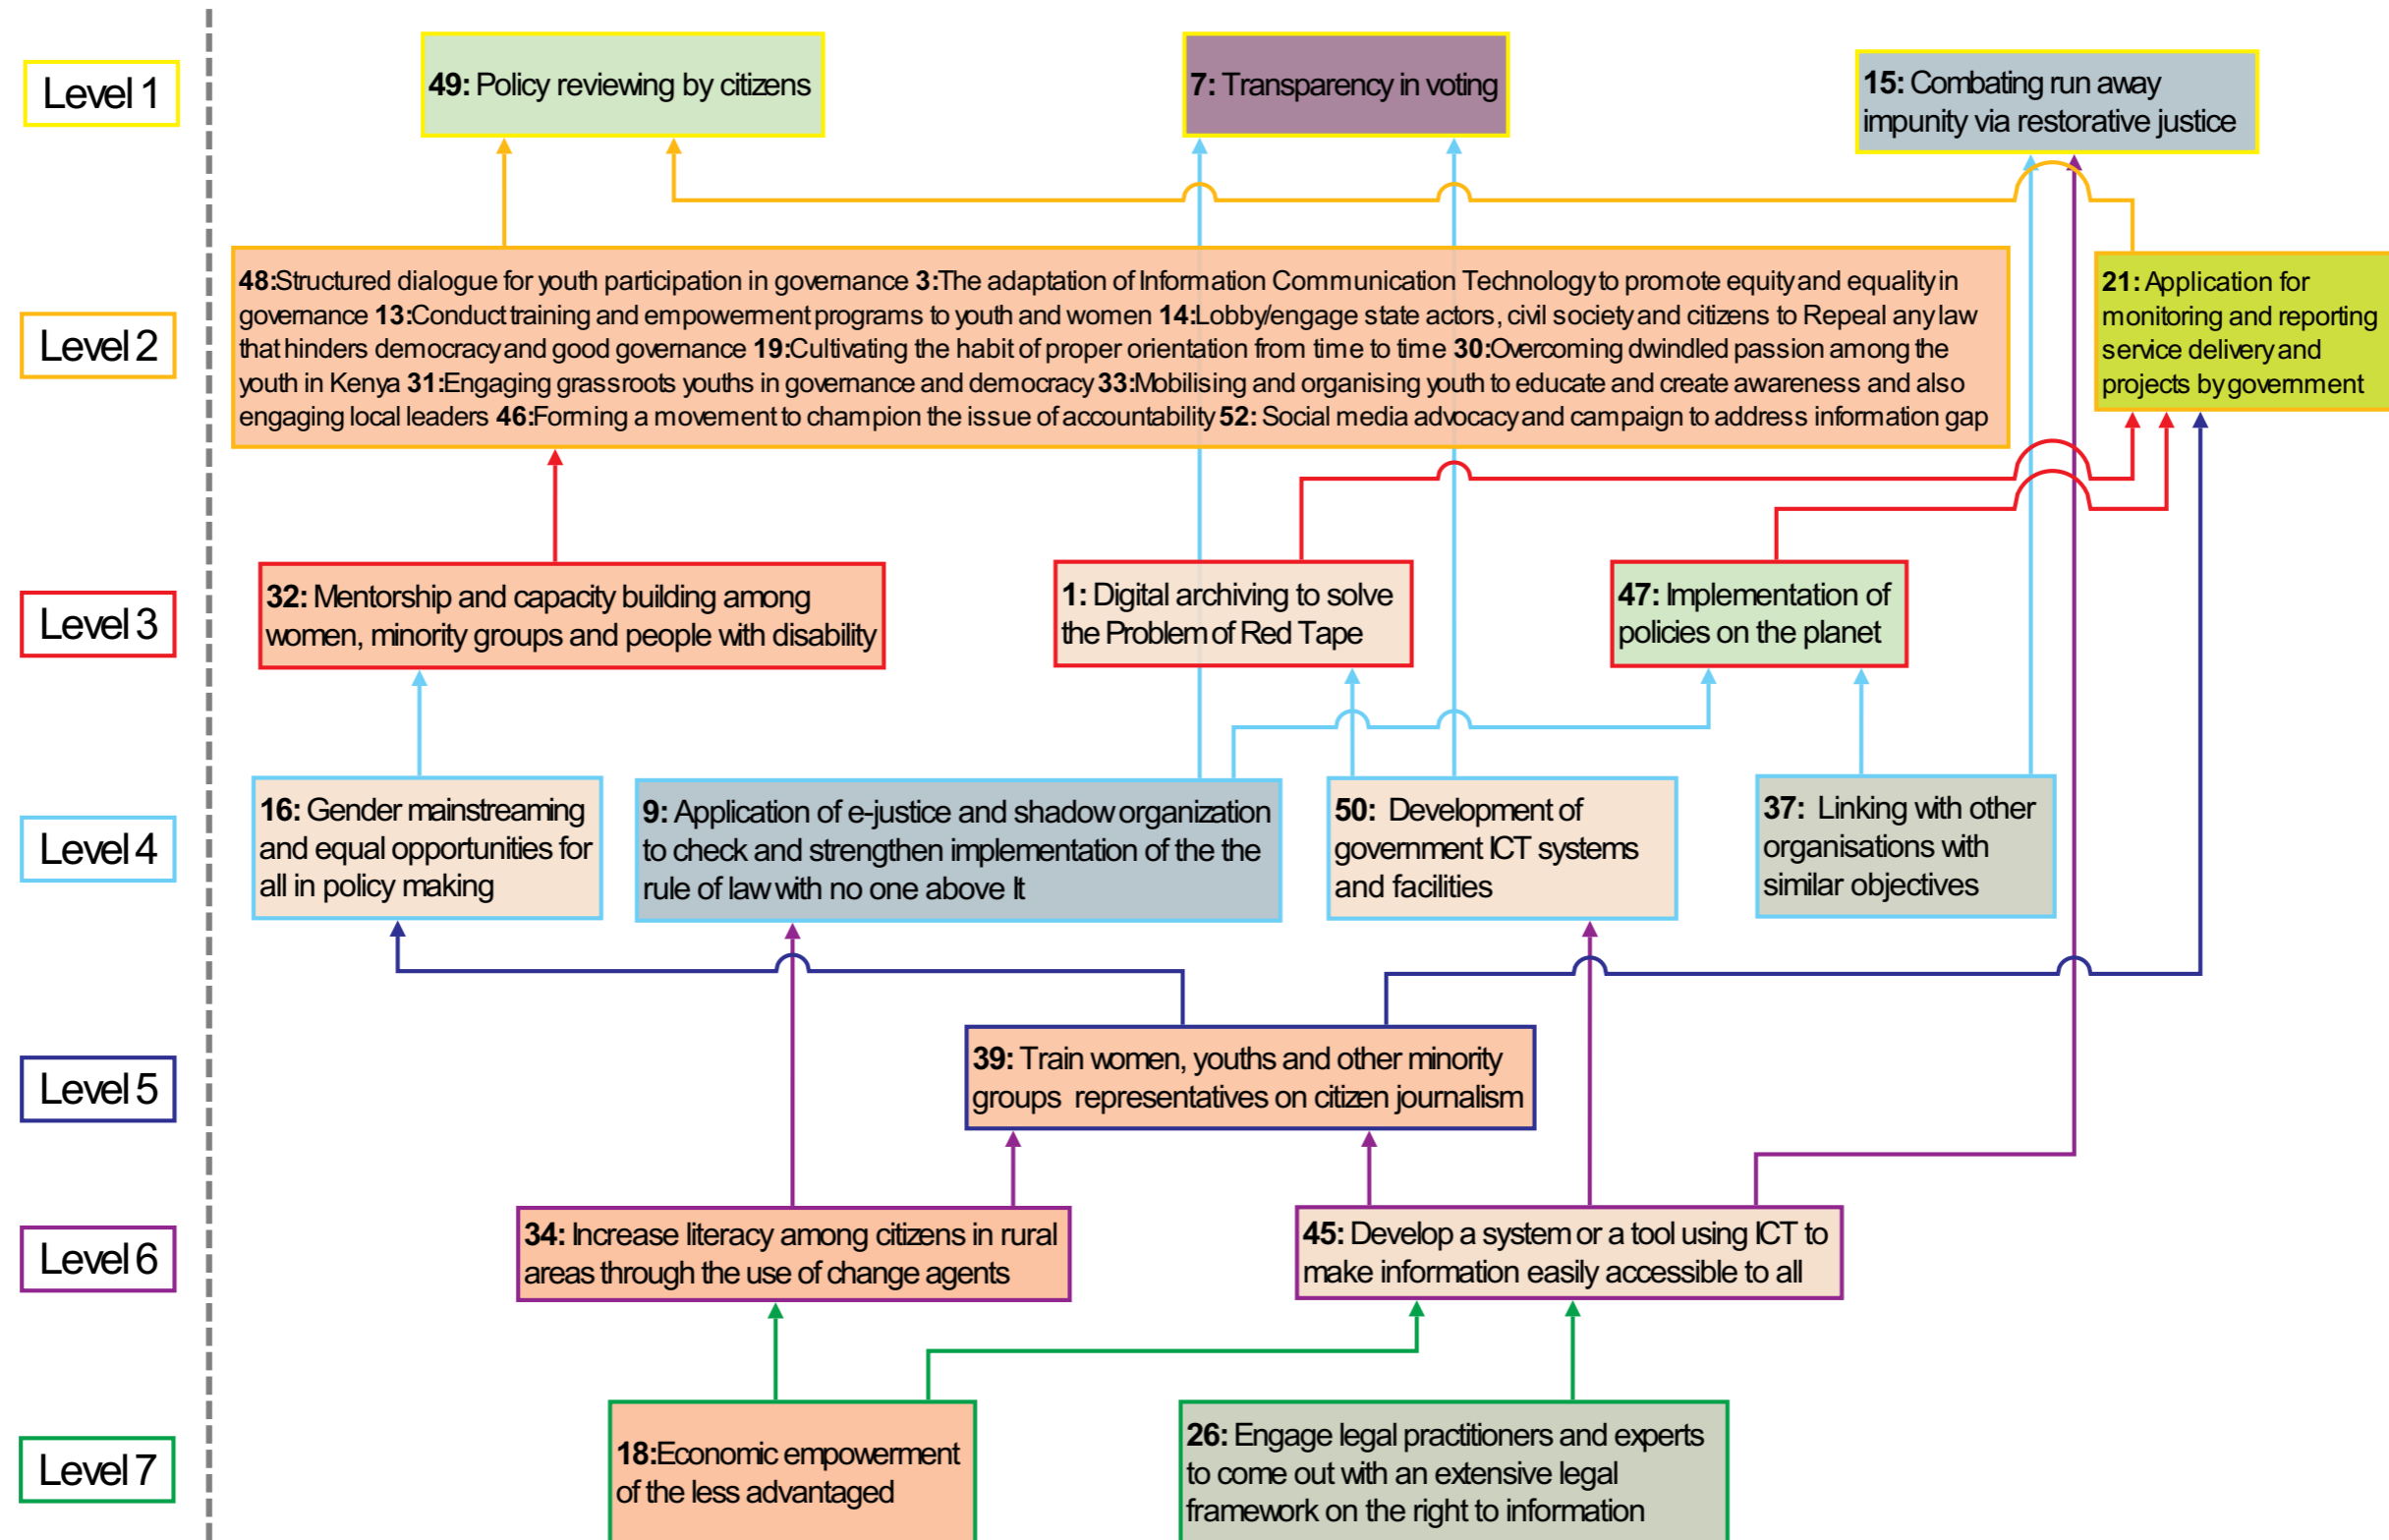 Level 1
49: Policy reviewing by citizens
7: Transparency in voting
15: Combating run away
impunity via restorative justice
Level 2
48:Structured dialogue for youth participation in governance 3:The adaptation of Information Communication Technology to promote equity and equality in
governance 13:Conduct training and empowerment programs to youth and women 14:Lobby/engage state actors, civil society and citizens to Repeal any law
that hinders democracy and good governance 19:Cultivating the habit of proper orientation from time to time 30:Overcoming dwindled passion among the
youth in Kenya 31:Engaging grassroots youths in governance and democracy 33:Mobilising and organising youth to educate and create awareness and also
engaging local leaders 46:Forming a movement to champion the issue of accountability 52: Social media advocacy and campaign to address information gap
21: Application for
monitoring and reporting
service delivery and
projects by government
Level 3
32: Mentorship and capacity building among
women, minority groups and people with disability
1: Digital archiving to solve
the Problem of Red Tape
47: Implementation of
policies on the planet
Level 4
16: Gender mainstreaming
and equal opportunities for
all in policy making
9: Application of e-justice and shadow organization
to check and strengthen implementation of the the
rule of law with no one above It
50: Development of
government ICT systems
and facilities
37: Linking with other
organisations with
similar objectives
Level 5
39: Train women, youths and other minority
groups representatives on citizen journalism
Level 6
34: Increase literacy among citizens in rural
areas through the use of change agents
45: Develop a system or a tool using ICT to
make information easily accessible to all
Level 7
18:Economic empowerment
of the less advantaged
26: Engage legal practitioners and experts
to come out with an extensive legal
framework on the right to information